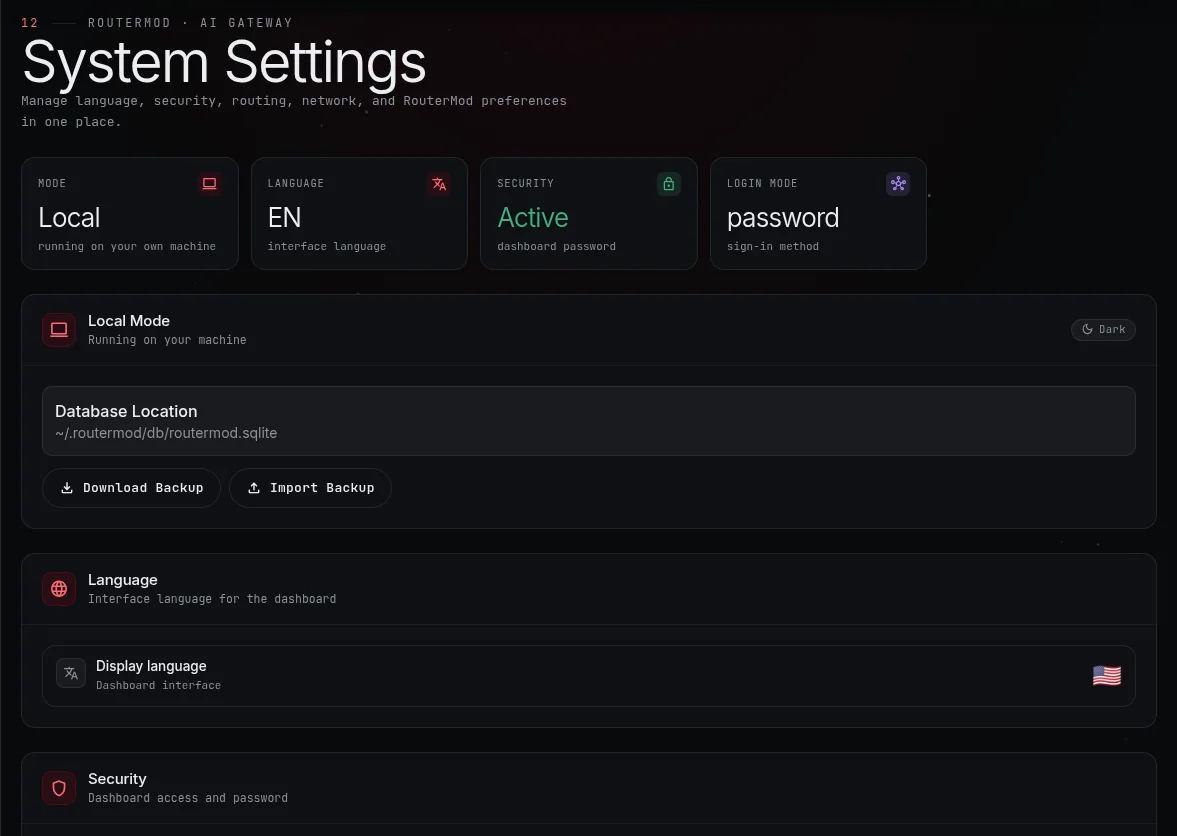 12 ROUTERMOD · AI GATEWAY
System Settings
Manage language, security, routing, network, and RouterMod preferences
in one place.
MODE
Local
running on your own machine
LANGUAGE
EN
interface language
SECURITY
Active
dashboard password
LOGIN MODE
password
sign-in method
Local Mode
Running on your machine
Dark
Database Location
~/.routermod/db/routermod.sqlite
Download Backup
Import Backup
Language
Interface language for the dashboard
Display language
Dashboard interface
Security
Dashboard access and password